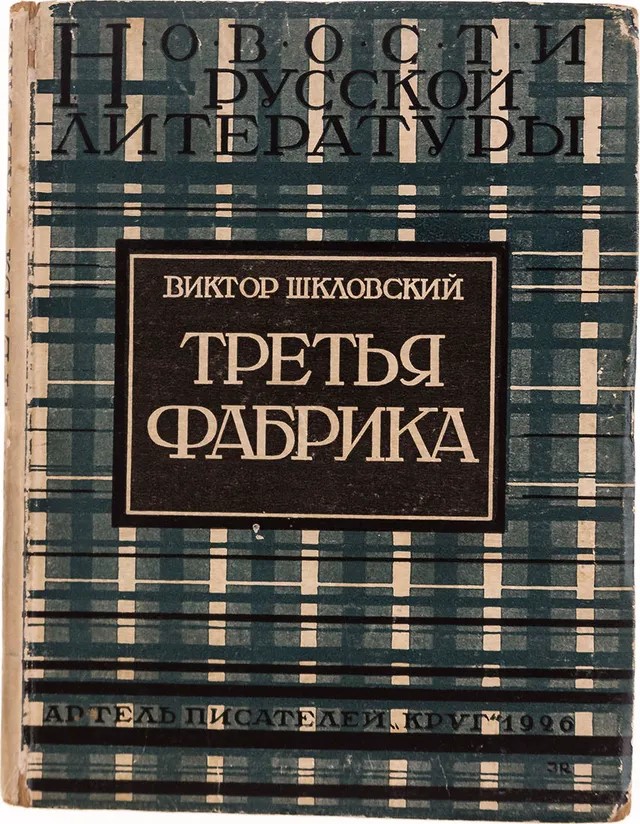 НОВОСТИ
РУССКОЙ
ЛИТЕРАТУРЫ
ВИКТОР ШКЛОВСКИЙ
ТРЕТЬЯ
ФАБРИКА
АРТЕЛЬ ПИСАТЕЛЕЙ „КРУГ“ 1926